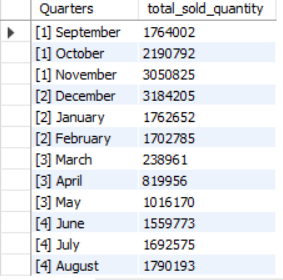 Quarters total_sold_quantity
[1] September 1764002
[1] October 2190792
[1] November 3050825
[2] December 3184205
[2] January 1762652
[2] February 1702785
[3] March 238961
[3] April 819956
[3] May 1016170
[4] June 1559773
[4] July 1692575
[4] August 1790193